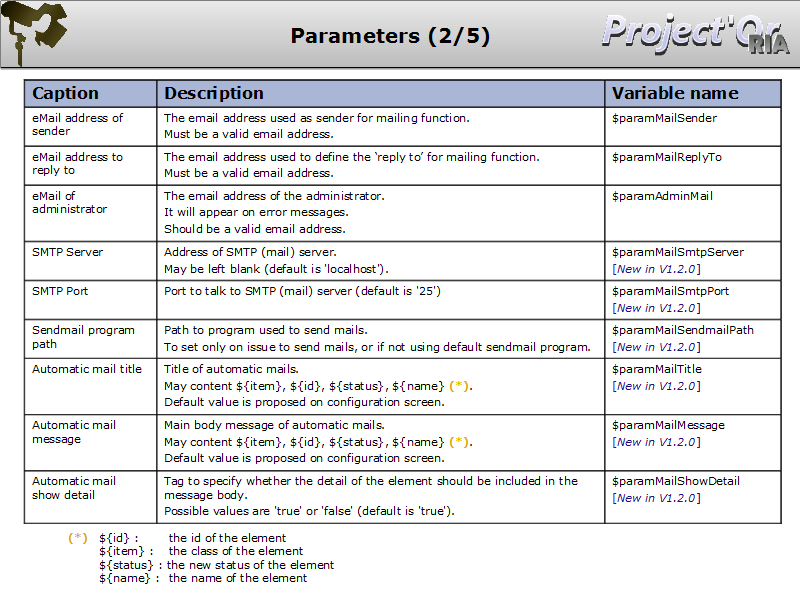 Parameters (2/5)
Project'Or
RIA
Caption Description Variable name
eMail address of The email address used as sender for mailing function. $paramMailSender
sender Must be a valid email address.
eMail address to The email address used to define the ‘reply to’ for mailing function. $paramMailReplyTo
reply to Must be a valid email address.
eMail of The email address of the administrator. $paramAdminMail
administrator It will appear on error messages.
Should be a valid email address.
SMTP Server Address of SMTP (mail) server. $paramMailSmtpServer
May be left blank (default is 'localhost'). [New in V1.2.0]
SMTP Port Port to talk to SMTP (mail) server (default is '25') $paramMailSmtpPort
[New in V1.2.0]
Sendmail program Path to program used to send mails. $paramMailSendmailPath
path To set only on issue to send mails, or if not using default sendmail program. [New in V1.2.0]
Automatic mail title Title of automatic mails. $paramMailTitle
May content ${item}, ${id}, ${status}, ${name} (*). [New in V1.2.0]
Default value is proposed on configuration screen.
Automatic mail Main body message of automatic mails. $paramMailMessage
message May content ${item}, ${id}, ${status}, ${name} (*). [New in V1.2.0]
Default value is proposed on configuration screen.
Automatic mail Tag to specify whether the detail of the element should be included in the $paramMailShowDetail
show detail message body. [New in V1.2.0]
Possible values are 'true' or 'false' (default is 'true').
(*) ${id} : the id of the element
${item} : the class of the element
${status} : the new status of the element
${name} : the name of the element